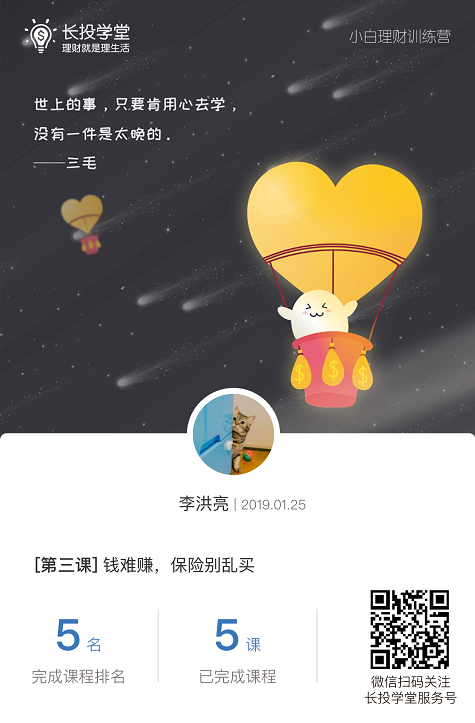 长投学堂
理财就是理生活
小白理财训练营
世上的事，只要肯用心去学，
没有一件是太晚的。
——三毛
李洪亮 | 2019.01.25
[第三课] 钱难赚，保险别乱买
5 名
完成课程排名
5 课
已完成课程
微信扫码关注
长投学堂服务号